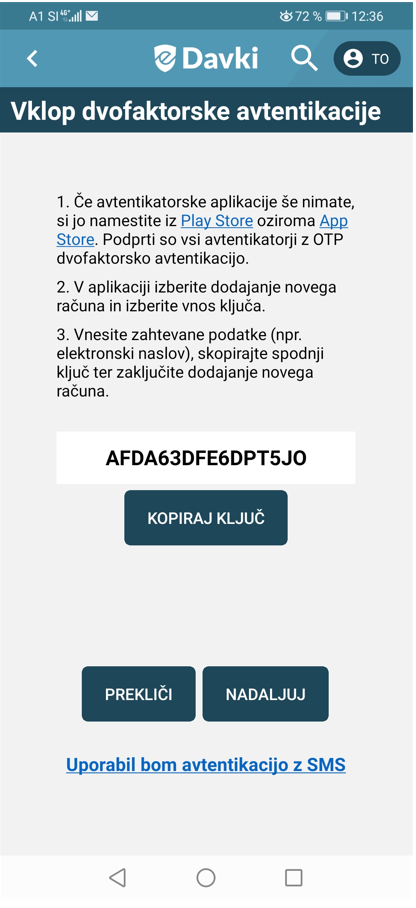 A1 SI 4G+ 72 % 12:36
eDavki TO
Vklop dvofaktorske avtentikacije
1. Če avtentikatorske aplikacije še nimate,
si jo namestite iz Play Store oziroma App
Store. Podprti so vsi avtentikatorji z OTP
dvofaktorsko avtentikacijo.
2. V aplikaciji izberite dodajanje novega
računa in izberite vnos ključa.
3. Vnesite zahtevane podatke (npr.
elektronski naslov), skopirajte spodnji
ključ ter zaključite dodajanje novega
računa.
AFDA63DFE6DPT5JO
KOPIRAJ KLJUČ
PREKLIČI NADALJUJ
Uporabil bom avtentikacijo z SMS